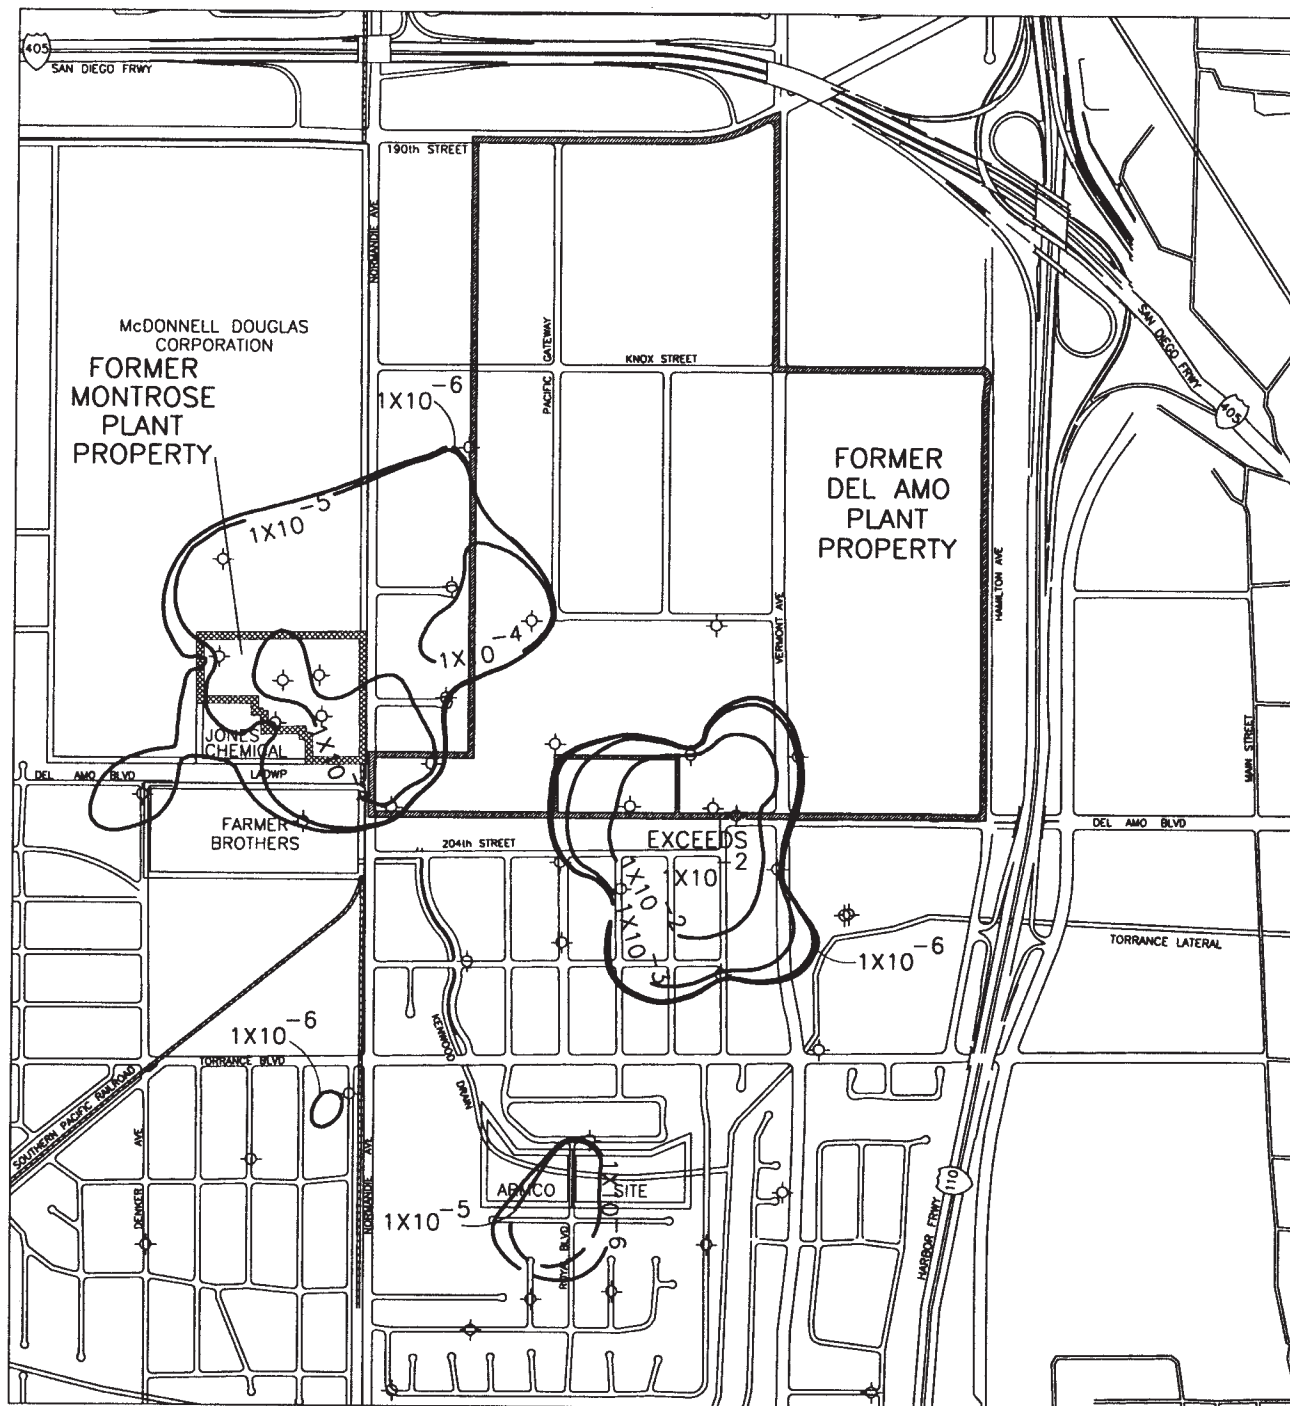 405
SAN DIEGO FRWY
190th STREET
NORMANDIE AVE
McDONNELL DOUGLAS
CORPORATION
FORMER
MONTROSE
PLANT
PROPERTY
PACIFIC GATEWAY
KNOX STREET
SAN DIEGO FRWY
405
1X10-6
FORMER
DEL AMO
PLANT
PROPERTY
1X10-5
HAMILTON AVE
VERMONT AVE
1X10-4
MAIN STREET
JONES
CHEMICAL
DEL AMO BLVD
LADWP
FARMER
BROTHERS
204th STREET
EXCEEDS
1X10-2
1X10-2
1X10-3
DEL AMO BLVD
TORRANCE LATERAL
1X10-6
KENWOOD
DRAIN
1X10-6
TORRANCE BLVD
SOUTHERN PACIFIC RAILROAD
DENKER AVE
NORMANDIE AVE
ARMCO SITE
1X10-6
1X10-5
ROYAL BLVD
HARBOR FRWY
110